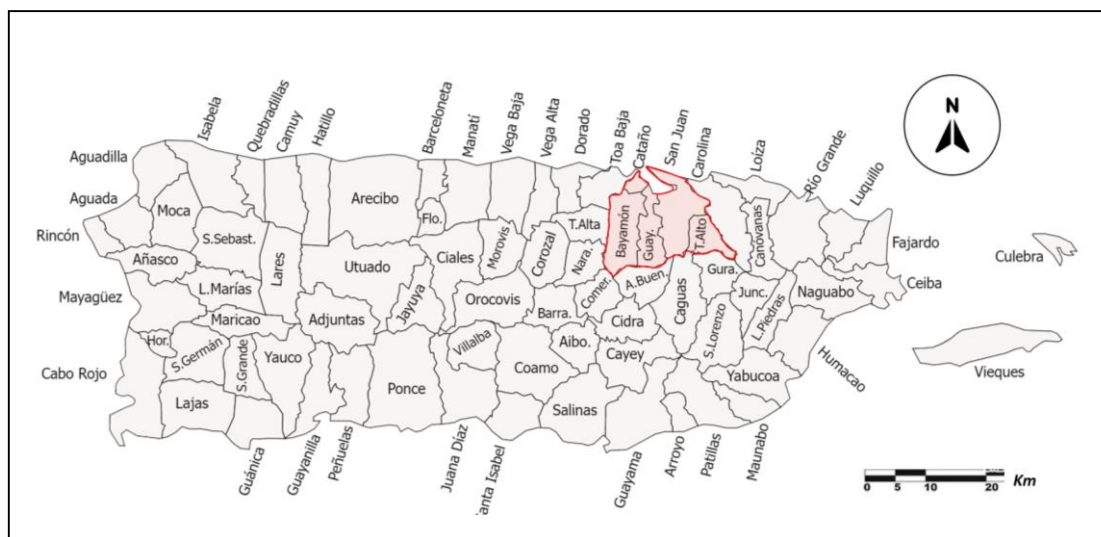 Isabela
Quebradillas
Camuy
Hatillo
Barceloneta
Manatí
Vega Baja
Vega Alta
Dorado
Toa Baja
Cataño
San Juan
Carolina
Loiza
Río Grande
Luquillo
N
Aguadilla
Aguada
Rincón
Moca
Añasco
Mayagüez
S.Sebast.
L.Marías
Lares
Arecibo
Utuado
Flo.
Ciales
Morovis
Corozal
T.Alta
Nara.
Bayamón
Guay.
T.Alto
Canovanas
Fajardo
Ceiba
Culebra
Maricao
Adjuntas
Jayuya
Orocovis
Barra.
Comer.
A.Buen.
Caguas
Gura.
Junc.
Naguabo
L.Piedras
S.Lorenzo
Cidra
Aibo.
Villalba
Hor.
S.Germán
S.Grande
Yauco
Cabo Rojo
Lajas
Ponce
Coamo
Cayey
Salinas
Yabucoa
Humacao
Vieques
Guánica
Guayanilla
Peñuelas
Juana Díaz
anta Isabel
Guayama
Arroyo
Patillas
Maunabo
0 5 10 20 Km